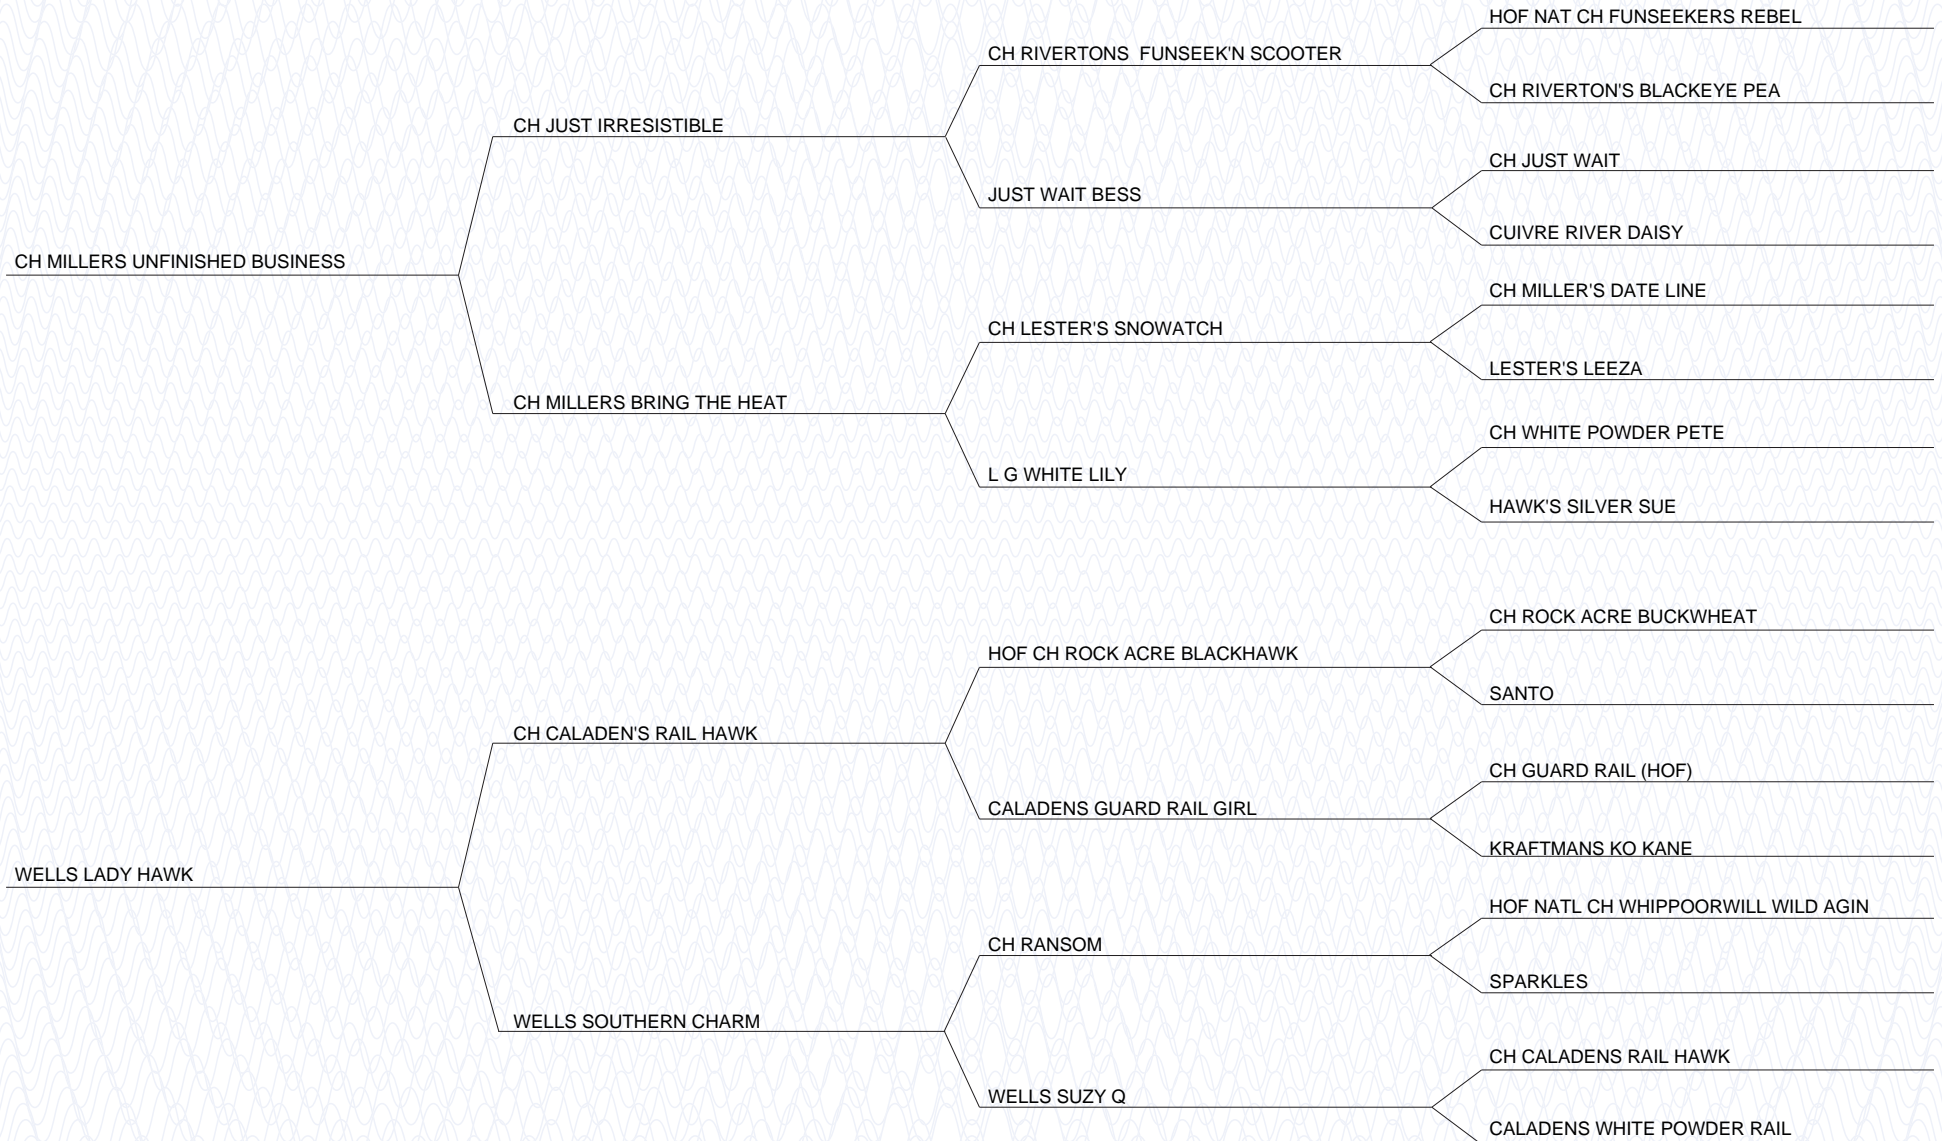 HOF NAT CH FUNSEEKERS REBEL
CH RIVERTONS  FUNSEEK'N SCOOTER
CH RIVERTON'S BLACKEYE PEA
CH JUST IRRESISTIBLE
CH JUST WAIT
JUST WAIT BESS
CUIVRE RIVER DAISY
CH MILLERS UNFINISHED BUSINESS
CH MILLER'S DATE LINE
CH LESTER'S SNOWATCH
LESTER'S LEEZA
CH MILLERS BRING THE HEAT
CH WHITE POWDER PETE
L G WHITE LILY
HAWK'S SILVER SUE
CH ROCK ACRE BUCKWHEAT
HOF CH ROCK ACRE BLACKHAWK
SANTO
CH CALADEN'S RAIL HAWK
CH GUARD RAIL (HOF)
CALADENS GUARD RAIL GIRL
KRAFTMANS KO KANE
WELLS LADY HAWK
HOF NATL CH WHIPPOORWILL WILD AGIN
CH RANSOM
SPARKLES
WELLS SOUTHERN CHARM
CH CALADENS RAIL HAWK
WELLS SUZY Q
CALADENS WHITE POWDER RAIL